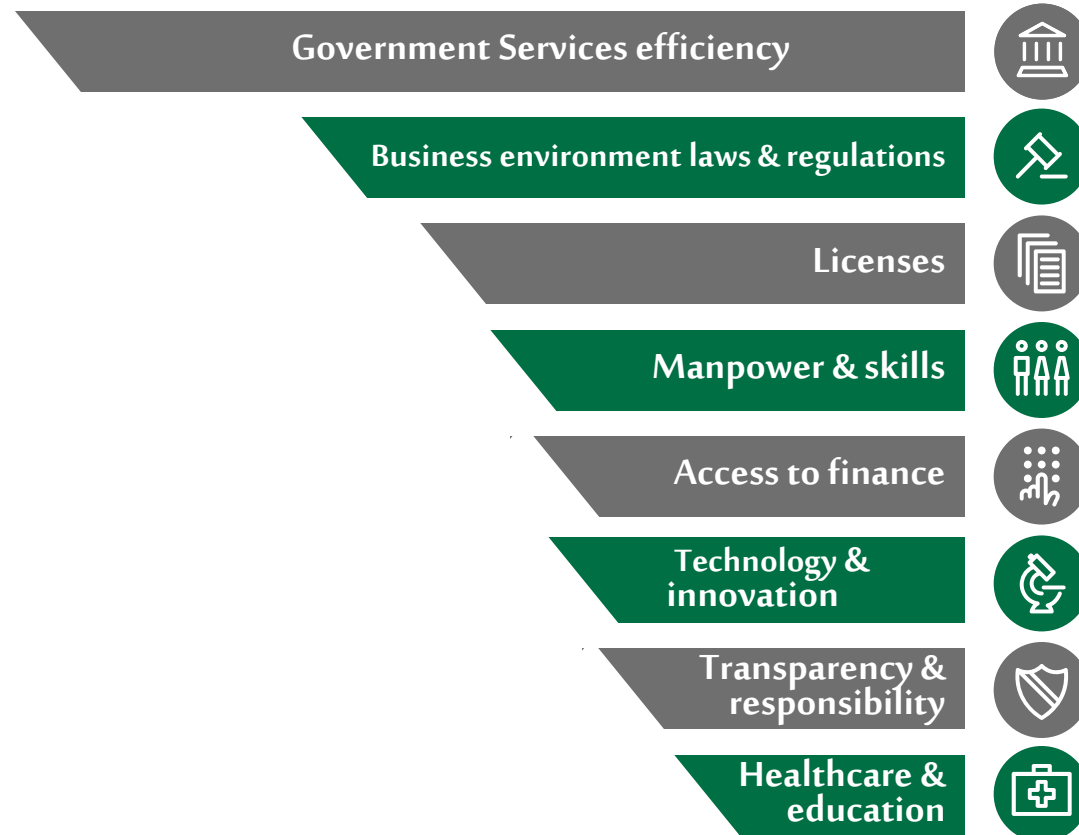 Government Services efficiency
Business environment laws & regulations
Licenses
Manpower & skills
Access to finance
Technology &
innovation
Transparency &
responsibility
Healthcare &
education